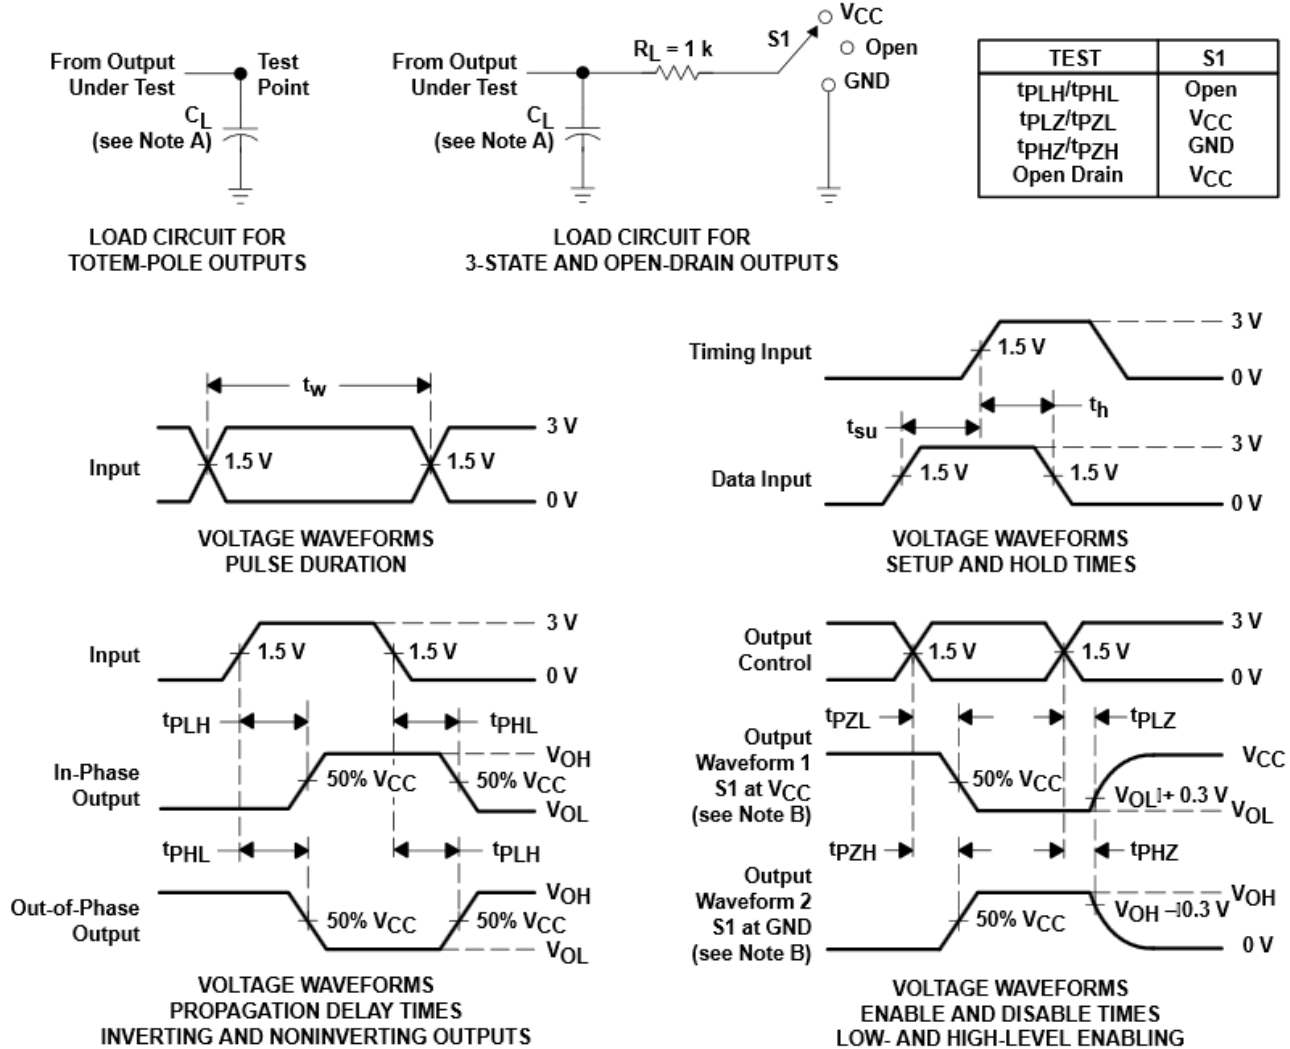 From Output
Under Test
Test
Point
CL
(see Note A)
LOAD CIRCUIT FOR
TOTEM-POLE OUTPUTS
From Output
Under Test
RL = 1 k
S1
VCC
Open
GND
CL
(see Note A)
LOAD CIRCUIT FOR
3-STATE AND OPEN-DRAIN OUTPUTS
TEST S1
tPLH/tPHL Open
tPLZ/tPZL VCC
tPHZ/tPZH GND
Open Drain VCC
tw
Input
1.5 V
1.5 V
3 V
0 V
VOLTAGE WAVEFORMS
PULSE DURATION
Timing Input
1.5 V
3 V
0 V
th
tsu
Data Input
1.5 V
1.5 V
3 V
0 V
VOLTAGE WAVEFORMS
SETUP AND HOLD TIMES
Input
1.5 V
1.5 V
3 V
0 V
tPLH
tPHL
In-Phase
Output
50% VCC
50% VCC
VOH
VOL
tPHL
tPLH
Out-of-Phase
Output
50% VCC
50% VCC
VOH
VOL
VOLTAGE WAVEFORMS
PROPAGATION DELAY TIMES
INVERTING AND NONINVERTING OUTPUTS
Output
Control
1.5 V
1.5 V
3 V
0 V
tPZL
tPLZ
Output
Waveform 1
S1 at VCC
(see Note B)
50% VCC
VOL + 0.3 V
VCC
VOL
tPZH
tPHZ
Output
Waveform 2
S1 at GND
(see Note B)
50% VCC
VOH – 0.3 V
VOH
0 V
VOLTAGE WAVEFORMS
ENABLE AND DISABLE TIMES
LOW- AND HIGH-LEVEL ENABLING